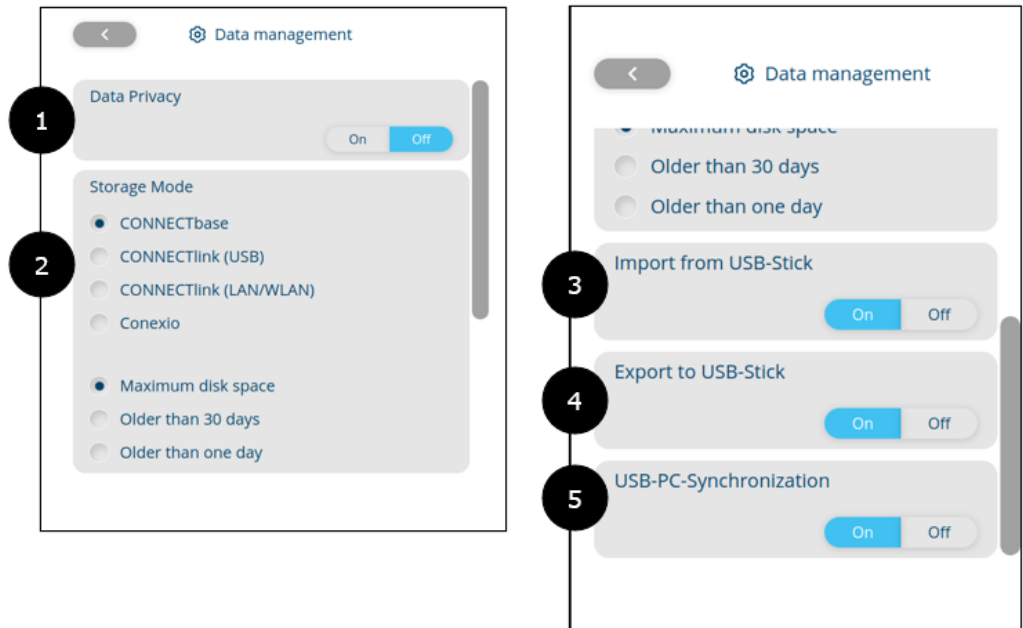 Data management
1
Data Privacy
On Off
Storage Mode
CONNECTbase
2
CONNECTlink (USB)
CONNECTlink (LAN/WLAN)
Conexio
Maximum disk space
Older than 30 days
Older than one day
Data management
Maximum disk space
Older than 30 days
Older than one day
3
Import from USB-Stick
On Off
4
Export to USB-Stick
On Off
5
USB-PC-Synchronization
On Off